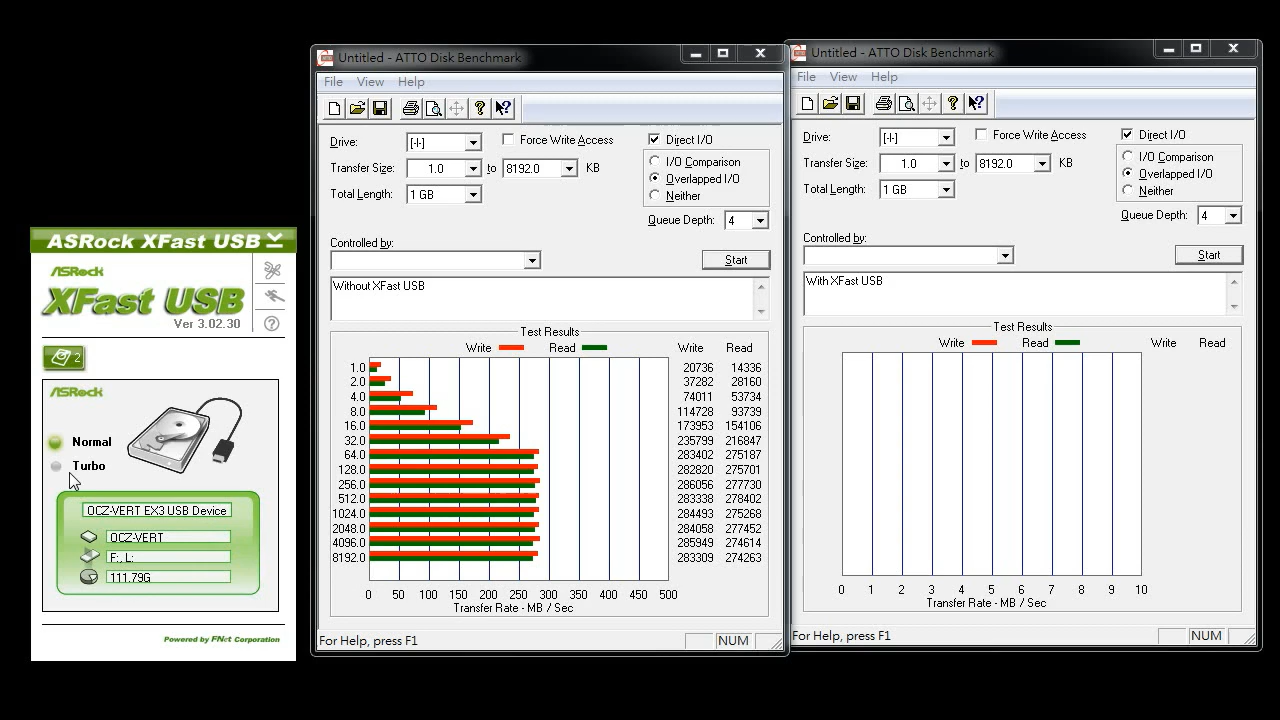 ASRock XFast USB
ASRock
XFast USB
Ver 3.02.30
2
ASRock
Normal
Turbo
OCZ-VERT EX3 USB Device
OCZ-VERT
F:, L:
111.79G
Powered by FNet Corporation
Untitled - ATTO Disk Benchmark
File View Help
Drive: [-l-] Force Write Access Direct I/O
Transfer Size: 1.0 to 8192.0 KB I/O Comparison
Overlapped I/O
Total Length: 1 GB Neither
Queue Depth: 4
Controlled by:
Start
Without XFast USB
Test Results
Write Read Write Read
1.0 20736 14336
2.0 37282 28160
4.0 74011 53734
8.0 114728 93739
16.0 173953 154106
32.0 235799 216947
64.0 283402 275187
128.0 282820 275701
256.0 286056 277730
512.0 283338 278402
1024.0 284493 275268
2048.0 284058 277452
4096.0 285949 274614
8192.0 283309 274263
0 50 100 150 200 250 300 350 400 450 500
Transfer Rate - MB / Sec
For Help, press F1 NUM
Untitled - ATTO Disk Benchmark
File View Help
Drive: [-l-] Force Write Access Direct I/O
Transfer Size: 1.0 to 8192.0 KB I/O Comparison
Overlapped I/O
Total Length: 1 GB Neither
Queue Depth: 4
Controlled by:
Start
With XFast USB
Test Results
Write Read Write Read
0 1 2 3 4 5 6 7 8 9 10
Transfer Rate - MB / Sec
For Help, press F1 NUM